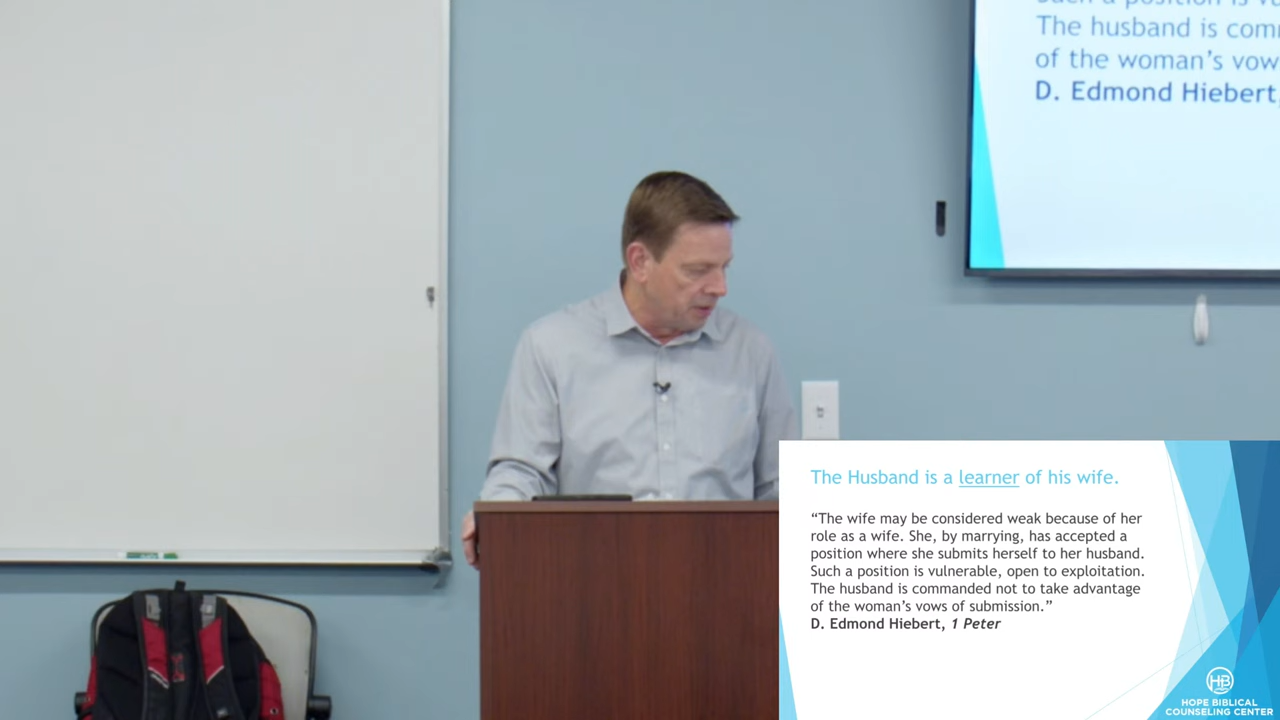 The husband is com
of the woman's vow
D. Edmond Hiebert,
The Husband is a learner of his wife.
“The wife may be considered weak because of her
role as a wife. She, by marrying, has accepted a
position where she submits herself to her husband.
Such a position is vulnerable, open to exploitation.
The husband is commanded not to take advantage
of the woman’s vows of submission.”
D. Edmond Hiebert, 1 Peter
HB
HOPE BIBLICAL
COUNSELING CENTER